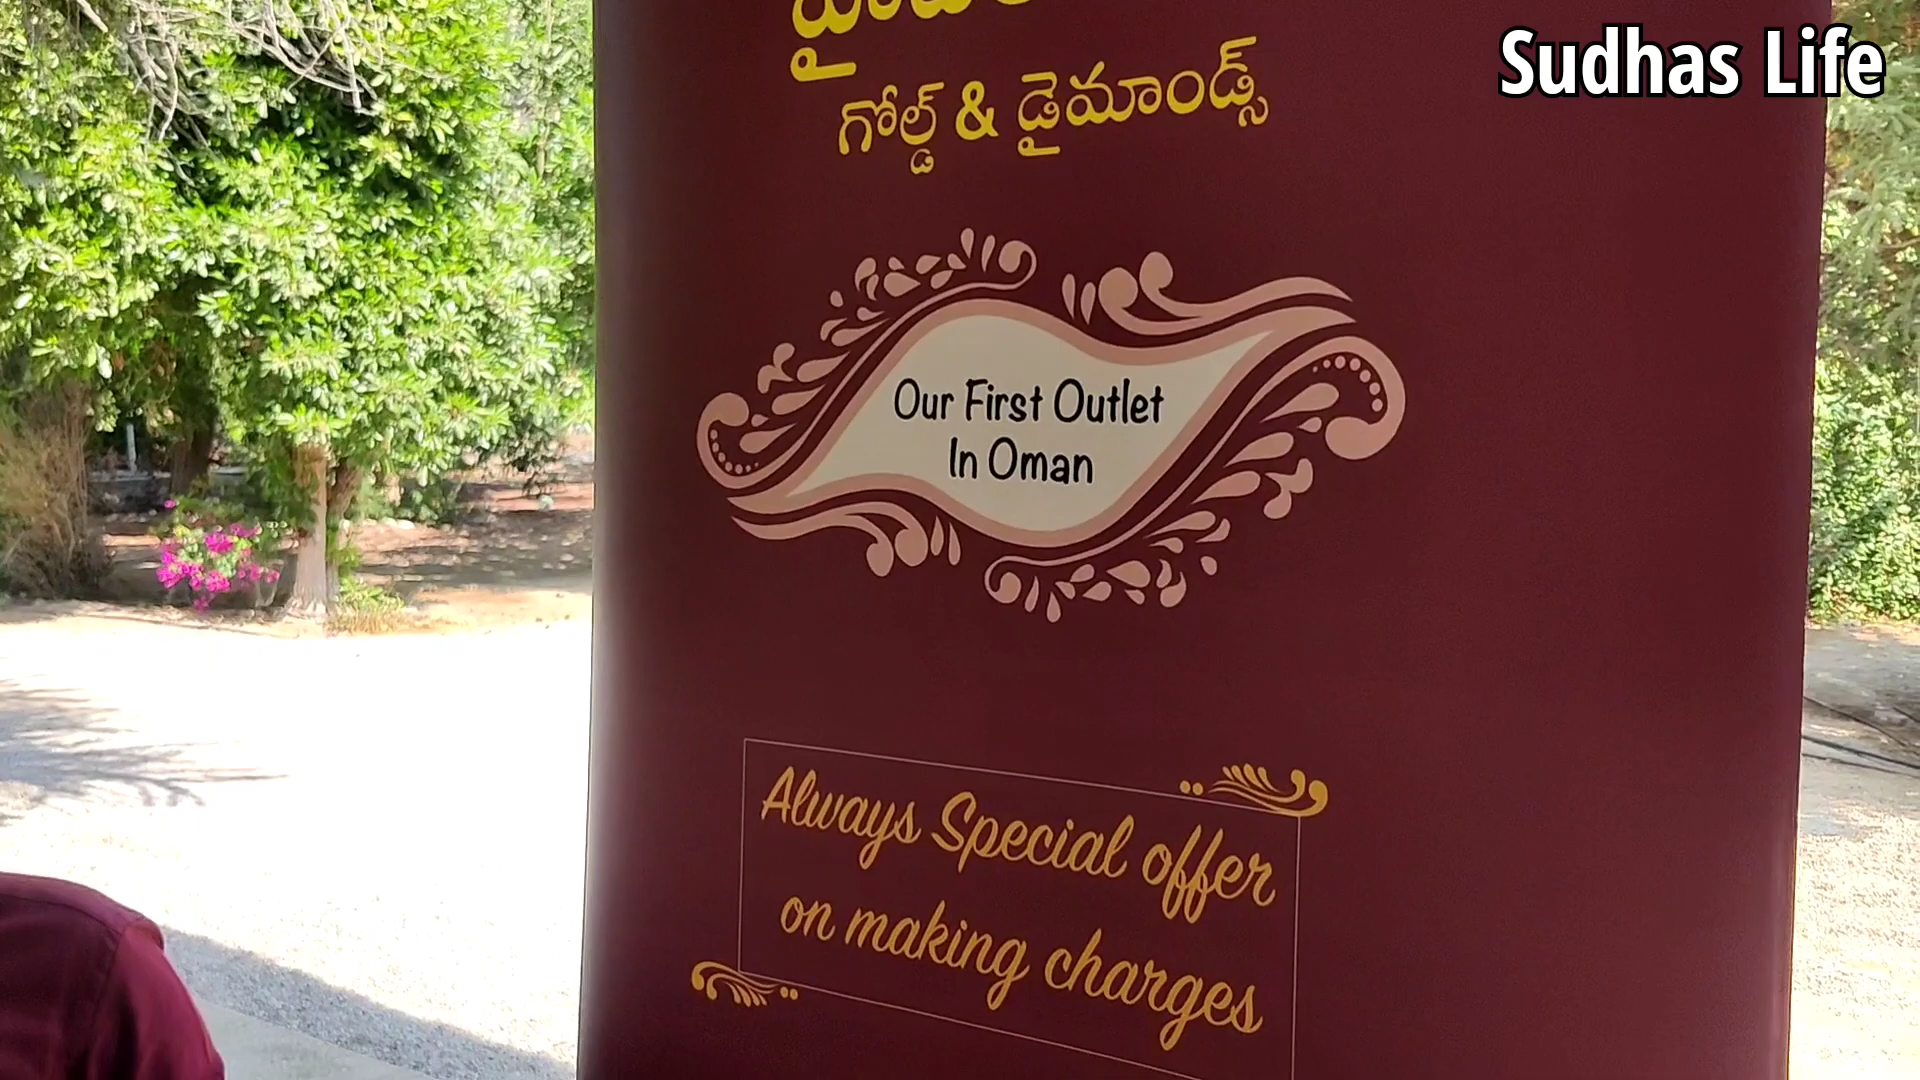 Sudhas Life
గోల్డ్ & డైమాండ్స్
Our First Outlet
In Oman
Always Special offer
on making charges